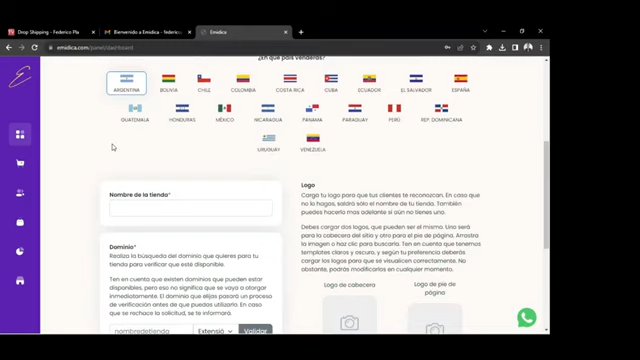 Drop Shipping - Federico Pla
Bienvenido a Emidica - federico
Emidica
emidica.com/panel/dashboard
¿En qué país venderás?
ARGENTINA BOLIVIA CHILE COLOMBIA COSTA RICA CUBA ECUADOR EL SALVADOR ESPAÑA
GUATEMALA HONDURAS MÉXICO NICARAGUA PANAMA PARAGUAY PERÚ REP. DOMINICANA
URUGUAY VENEZUELA
Nombre de la tienda*
Dominio*
Realiza la búsqueda del dominio que quieres para tu
tienda para verificar que esté disponible.
Ten en cuenta que existen dominios que pueden estar
disponibles, pero eso no significa que se vaya a otorgar
inmediatamente. El dominio que elijas pasará un proceso
de verificación antes de que puedas utilizarlo. En caso
que se rechace la solicitud, se te informará.
nombredetienda Extensió Validar
Logo
Carga tu logo para que tus clientes te reconozcan. En caso que
no lo hagas, saldrá sólo el nombre de tu tienda. También
puedes hacerlo mas adelante si aún no tienes uno.
Debes cargar dos logos, que pueden ser el mismo. Uno será
para la cabecera del sitio y otro para el pie de página. Arrastra
la imagen o haz clic para buscarla. Ten en cuenta que tenemos
templates claros y oscuro, y según tu preferencia deberás
cargar los logos para que se visualicen correctamente. No
obstante, podrás modificarlos en cualquier momento.
Logo de cabecera
Logo de pie de
página